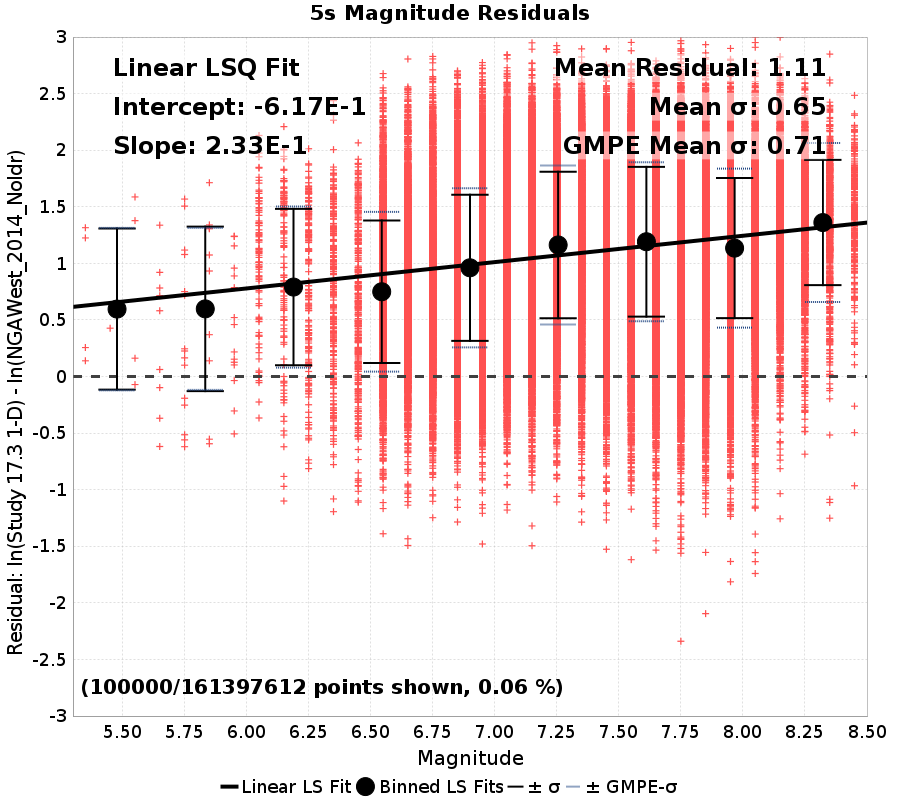 5s Magnitude Residuals
Linear LSQ Fit
Intercept: -6.17E-1
Slope: 2.33E-1
Mean Residual: 1.11
Mean σ: 0.65
GMPE Mean σ: 0.71
3
2.5
2
1.5
1
0.5
0
-0.5
-1
-1.5
-2
-2.5
-3
Residual: ln(Study 17.3 1-D) - ln(NGAWest_2014_NoIdr)
(100000/161397612 points shown, 0.06 %)
5.50 5.75 6.00 6.25 6.50 6.75 7.00 7.25 7.50 7.75 8.00 8.25 8.50
Magnitude
Linear LS Fit Binned LS Fits ± σ ± GMPE-σ